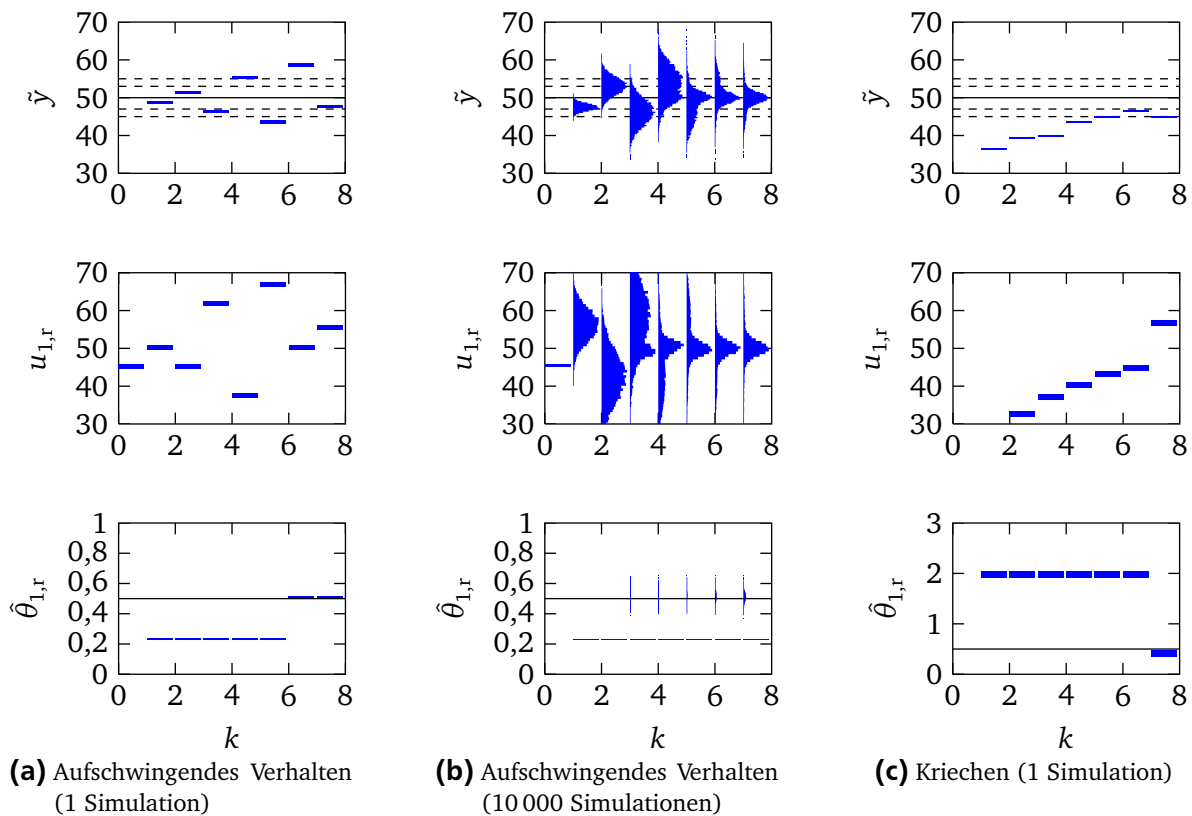 70
60
50
40
30
ỹ
0 2 4 6 8
70
60
50
40
30
ỹ
0 2 4 6 8
70
60
50
40
30
ỹ
0 2 4 6 8
70
60
50
40
30
u1,r
0 2 4 6 8
70
60
50
40
30
u1,r
0 2 4 6 8
70
60
50
40
30
u1,r
0 2 4 6 8
1
0,8
0,6
0,4
0,2
0
θ̂1,r
0 2 4 6 8
k
1
0,8
0,6
0,4
0,2
0
θ̂1,r
0 2 4 6 8
k
3
2
1
0
θ̂1,r
0 2 4 6 8
k
(a) Aufschwingendes Verhalten
(1 Simulation)
(b) Aufschwingendes Verhalten
(10 000 Simulationen)
(c) Kriechen (1 Simulation)